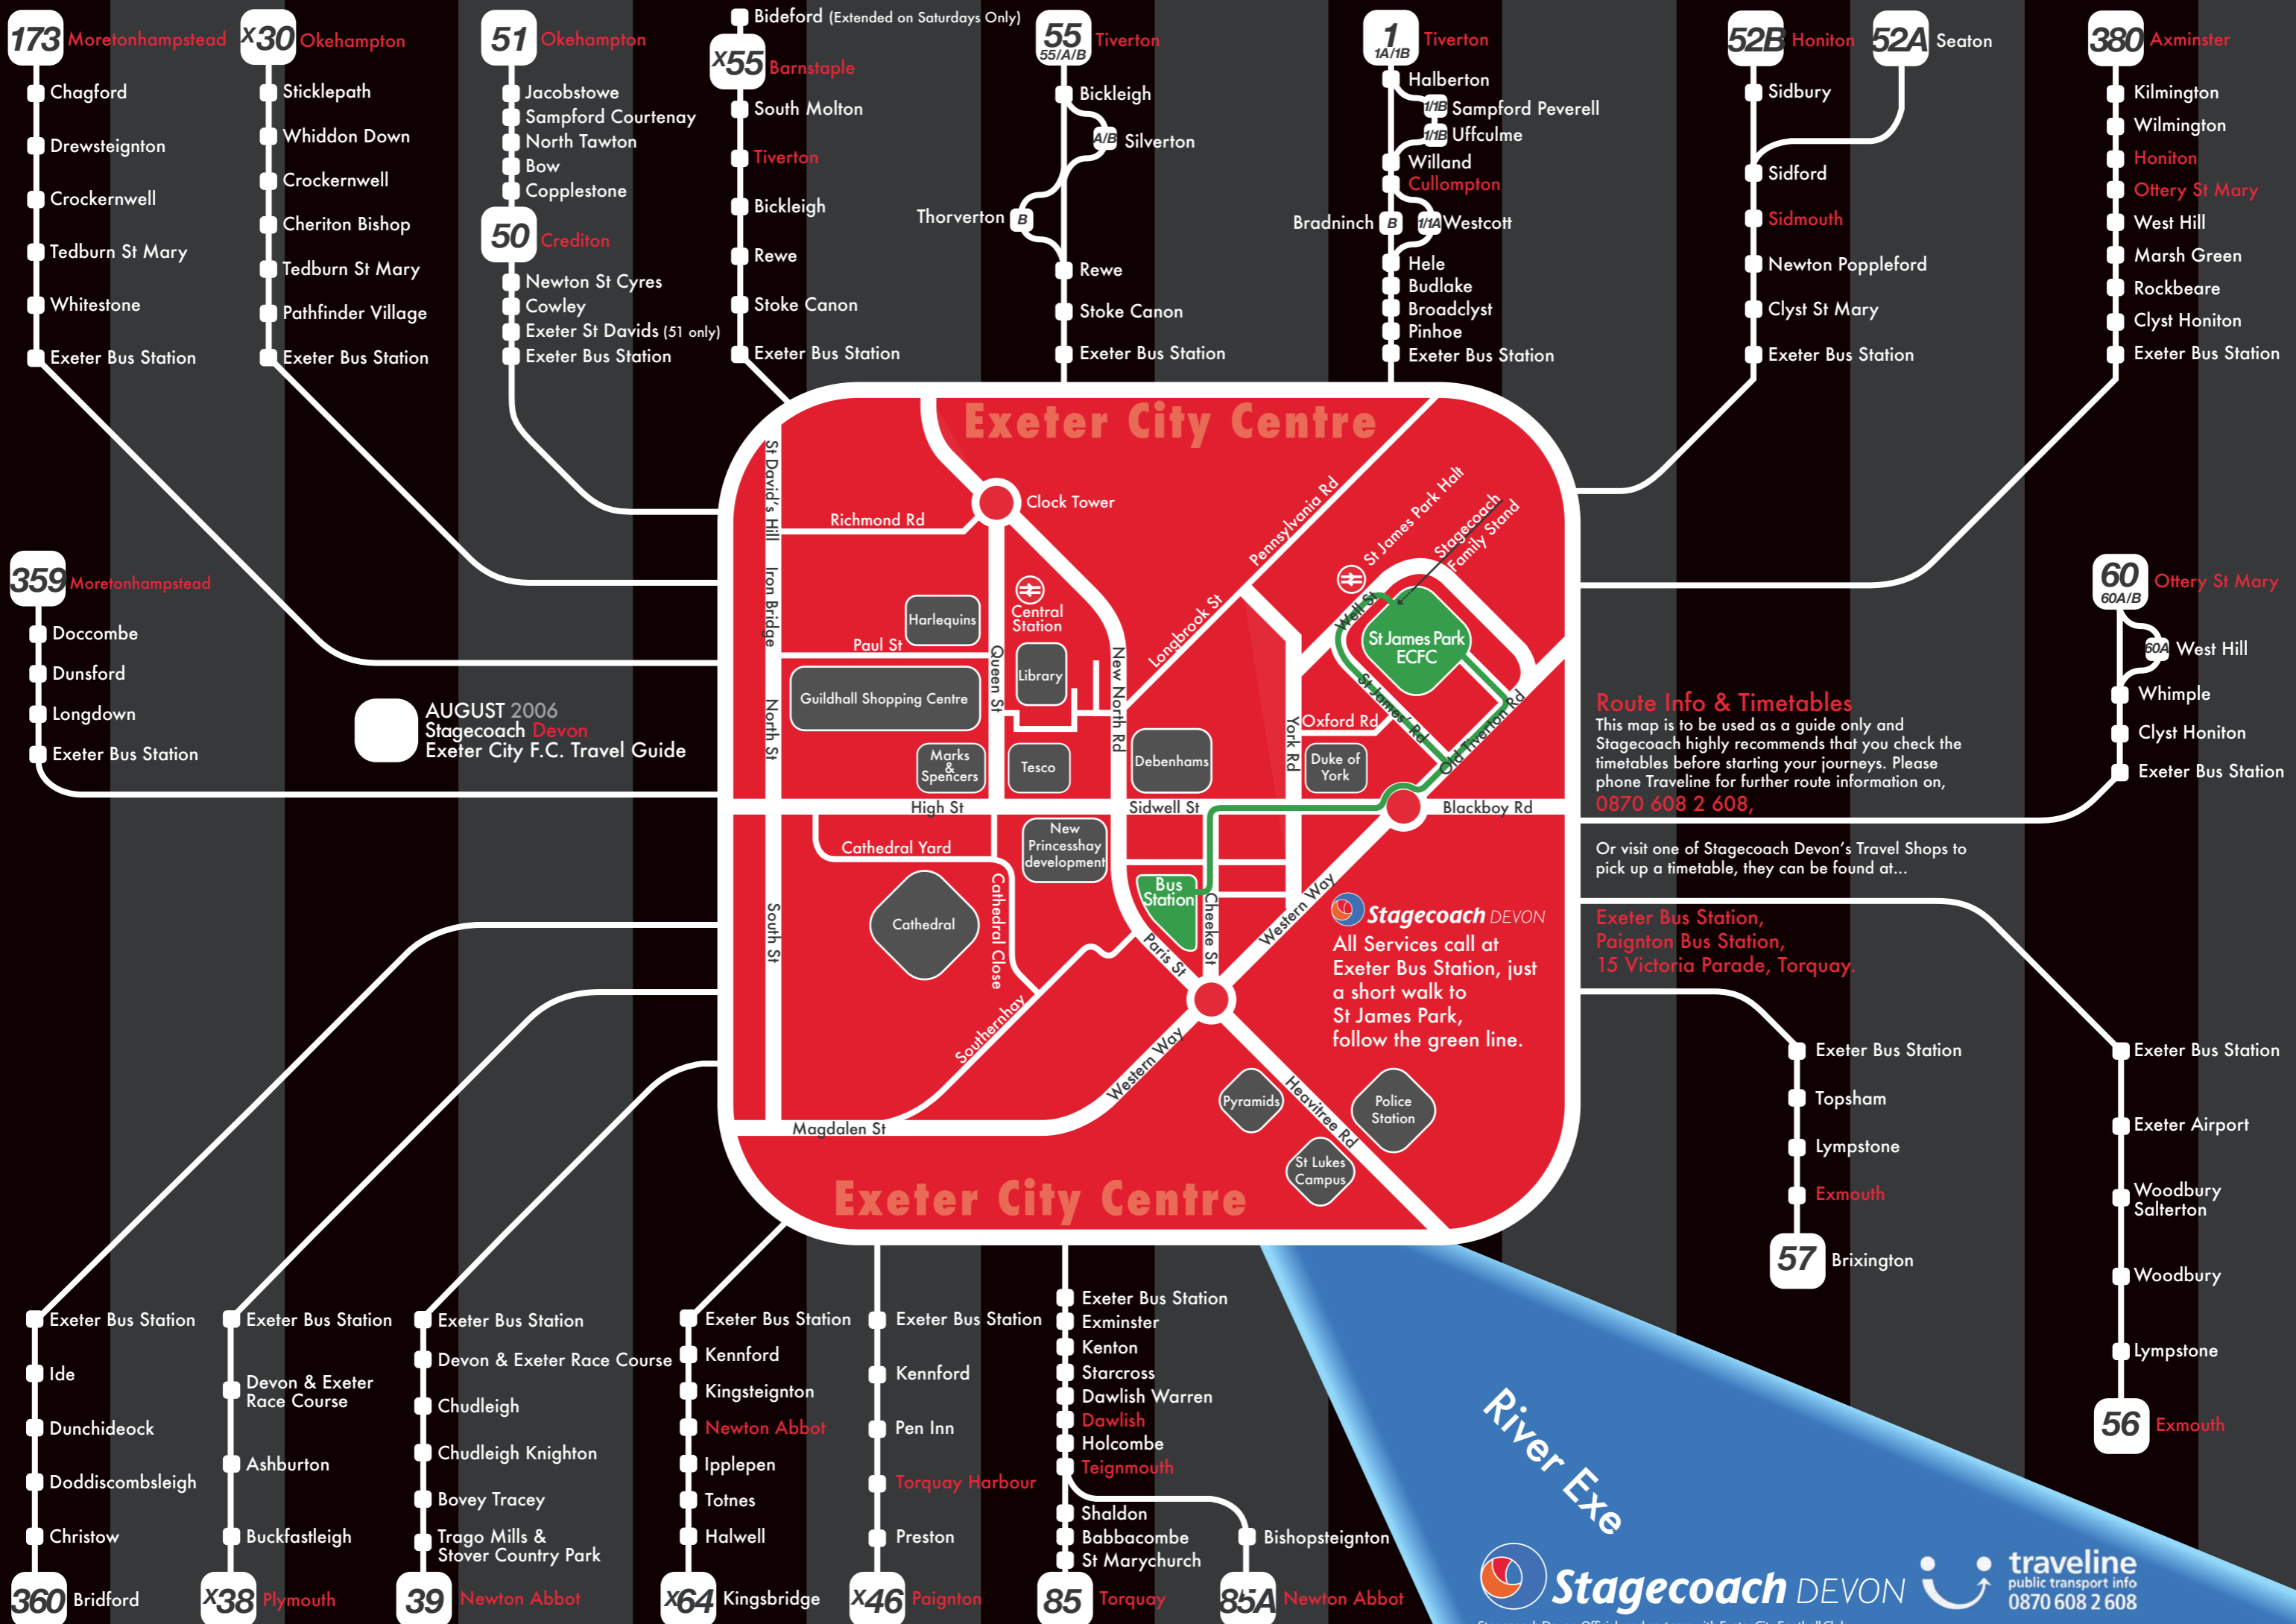 173 Moretonhampstead
Chagford
Drewsteignton
Crockernwell
Tedburn St Mary
Whitestone
Exeter Bus Station
X30 Okehampton
Sticklepath
Whiddon Down
Crockernwell
Cheriton Bishop
Tedburn St Mary
Pathfinder Village
Exeter Bus Station
51 Okehampton
Jacobstowe
Sampford Courtenay
North Tawton
Bow
Copplestone
50 Crediton
Newton St Cyres
Cowley
Exeter St Davids (51 only)
Exeter Bus Station
Bideford (Extended on Saturdays Only)
X55 Barnstaple
South Molton
Tiverton
Bickleigh
Rewe
Stoke Canon
Exeter Bus Station
55 Tiverton
55/A/B
Bickleigh
A/B Silverton
Thorverton B
Rewe
Stoke Canon
Exeter Bus Station
1 Tiverton
1A/1B
Halberton
1/1B Sampford Peverell
1/1B Uffculme
Willand
Cullompton
Bradninch B 1/1A Westcott
Hele
Budlake
Broadclyst
Pinhoe
Exeter Bus Station
52B Honiton
52A Seaton
Sidbury
Sidford
Sidmouth
Newton Poppleford
Clyst St Mary
Exeter Bus Station
380 Axminster
Kilmington
Wilmington
Honiton
Ottery St Mary
West Hill
Marsh Green
Rockbeare
Clyst Honiton
Exeter Bus Station
359 Moretonhampstead
Doccombe
Dunsford
Longdown
Exeter Bus Station
AUGUST 2006
Stagecoach Devon
Exeter City F.C. Travel Guide
Exeter City Centre
St David's Hill
Iron Bridge
North St
South St
Clock Tower
Richmond Rd
Harlequins
Central
Station
Paul St
Queen St
Library
Guildhall Shopping Centre
Marks
&
Spencers
Tesco
New North Rd
Longbrook St
Pennsylvania Rd
St James Park Halt
Stagecoach
Family Stand
Well St
St James Park
ECFC
St James' Rd
Old Tiverton Rd
Oxford Rd
York Rd
Debenhams
Duke of
York
High St
Sidwell St
Blackboy Rd
New
Princesshay
development
Cathedral Yard
Cathedral
Cathedral Close
Bus
Station
Cheeke St
Paris St
Western Way
Southernhay
Western Way
Magdalen St
Heavitree Rd
Pyramids
Police
Station
St Lukes
Campus
Stagecoach DEVON
All Services call at
Exeter Bus Station, just
a short walk to
St James Park,
follow the green line.
Exeter City Centre
60 Ottery St Mary
60A/B
60A West Hill
Whimple
Clyst Honiton
Exeter Bus Station
Route Info & Timetables
This map is to be used as a guide only and
Stagecoach highly recommends that you check the
timetables before starting your journeys. Please
phone Traveline for further route information on,
0870 608 2 608,
Or visit one of Stagecoach Devon's Travel Shops to
pick up a timetable, they can be found at...
Exeter Bus Station,
Paignton Bus Station,
15 Victoria Parade, Torquay.
Exeter Bus Station
Topsham
Lympstone
Exmouth
57 Brixington
Exeter Bus Station
Exeter Airport
Woodbury
Salterton
Woodbury
Lympstone
56 Exmouth
Exeter Bus Station
Ide
Dunchideock
Doddiscombsleigh
Christow
360 Bridford
Exeter Bus Station
Devon & Exeter
Race Course
Ashburton
Buckfastleigh
X38 Plymouth
Exeter Bus Station
Devon & Exeter Race Course
Chudleigh
Chudleigh Knighton
Bovey Tracey
Trago Mills &
Stover Country Park
39 Newton Abbot
Exeter Bus Station
Kennford
Kingsteignton
Newton Abbot
Ipplepen
Totnes
Halwell
X64 Kingsbridge
Exeter Bus Station
Kennford
Pen Inn
Torquay Harbour
Preston
X46 Paignton
Exeter Bus Station
Exminster
Kenton
Starcross
Dawlish Warren
Dawlish
Holcombe
Teignmouth
Shaldon
Babbacombe
St Marychurch
85 Torquay
Bishopsteignton
85A Newton Abbot
River Exe
Stagecoach DEVON
traveline
public transport info
0870 608 2 608